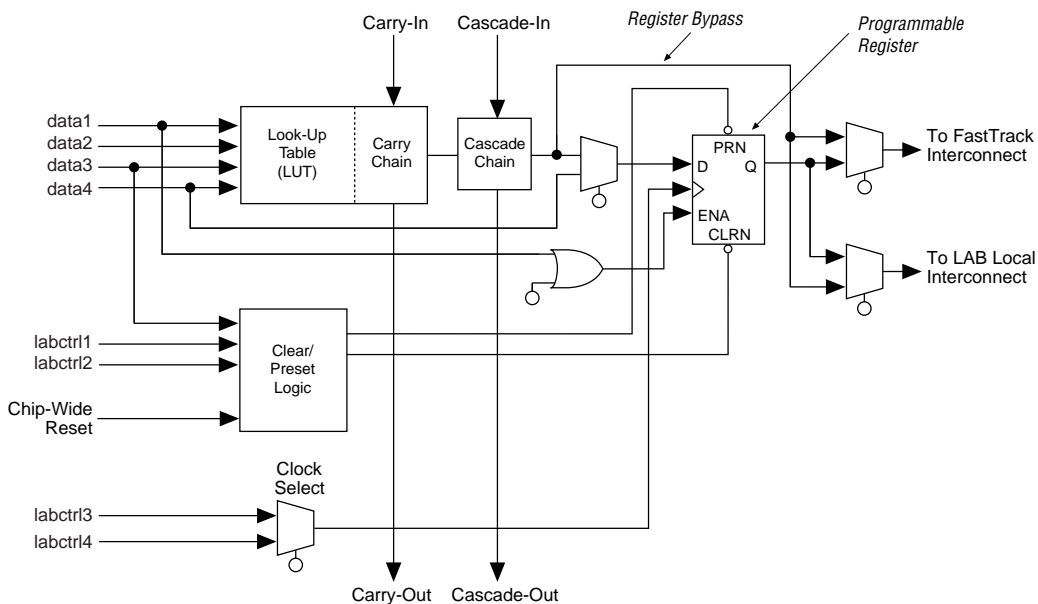 Carry-In
Cascade-In
Register Bypass
Programmable
Register
data1
data2
data3
data4
Look-Up
Table
(LUT)
Carry
Chain
Cascade
Chain
PRN
D
Q
ENA
CLRN
To FastTrack
Interconnect
To LAB Local
Interconnect
labctrl1
labctrl2
Clear/
Preset
Logic
Chip-Wide
Reset
Clock
Select
labctrl3
labctrl4
Carry-Out
Cascade-Out